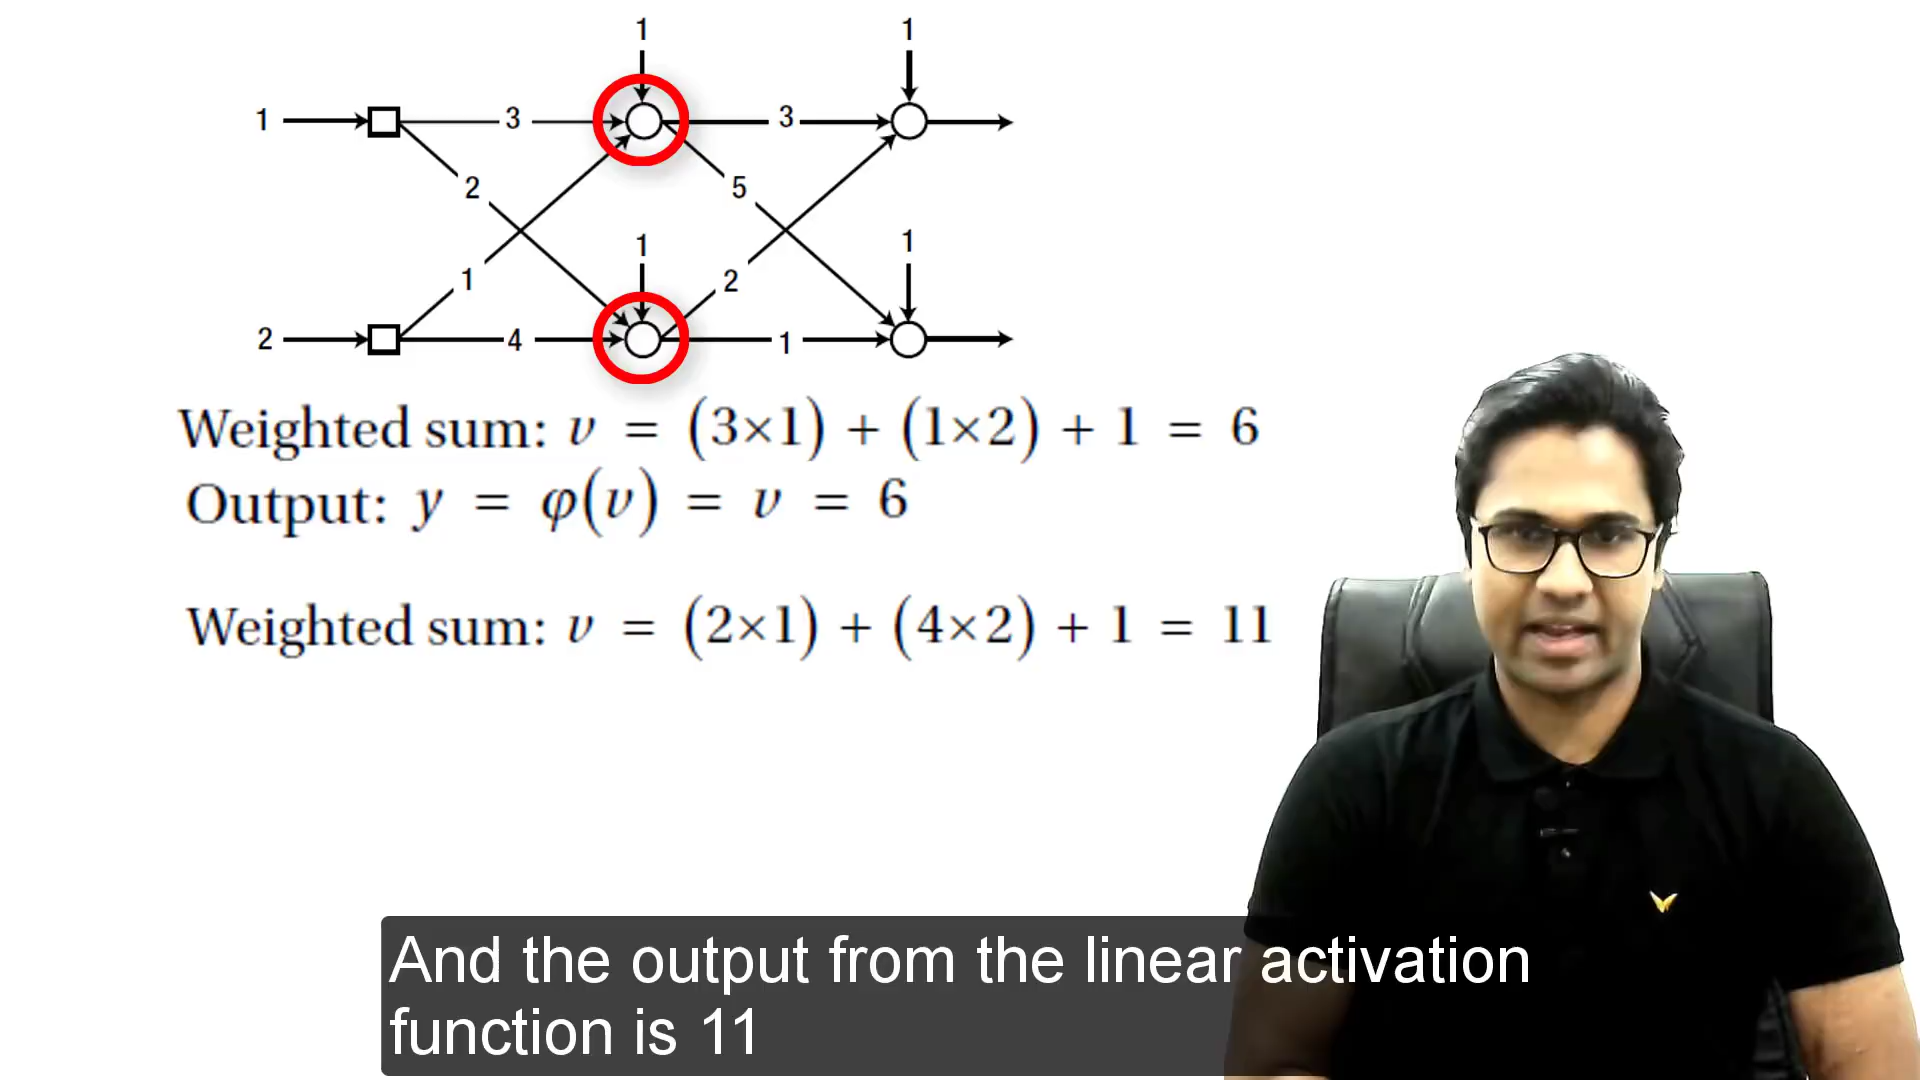 1 1
1 3 3
2 5
1 1
1 2
2 4 1
Weighted sum: v = (3×1) + (1×2) + 1 = 6
Output: y = φ(v) = v = 6
Weighted sum: v = (2×1) + (4×2) + 1 = 11
And the output from the linear activation
function is 11